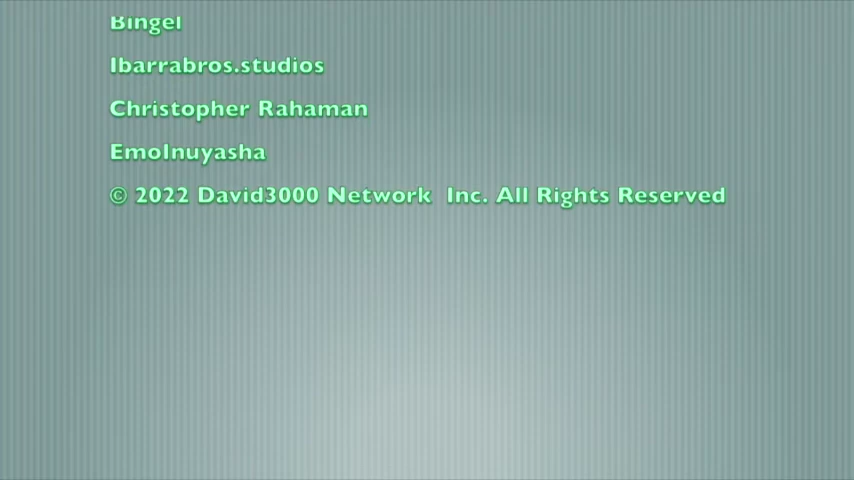 Bingel
Ibarrabros.studios
Christopher Rahaman
EmoInuyasha
© 2022 David3000 Network  Inc. All Rights Reserved